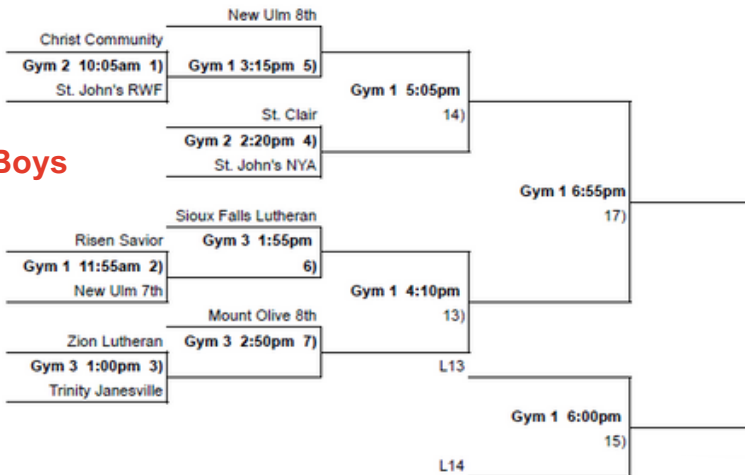 New Ulm 8th
Christ Community
Gym 2 10:05am 1)
Gym 1 3:15pm 5)
St. John's RWF
Gym 1 5:05pm
14)
St. Clair
Gym 2 2:20pm 4)
St. John's NYA
Boys
Gym 1 6:55pm
17)
Sioux Falls Lutheran
Risen Savior
Gym 3 1:55pm
Gym 1 11:55am 2)
6)
New Ulm 7th
Gym 1 4:10pm
13)
Mount Olive 8th
Zion Lutheran
Gym 3 2:50pm 7)
Gym 3 1:00pm 3)
L13
Trinity Janesville
Gym 1 6:00pm
15)
L14